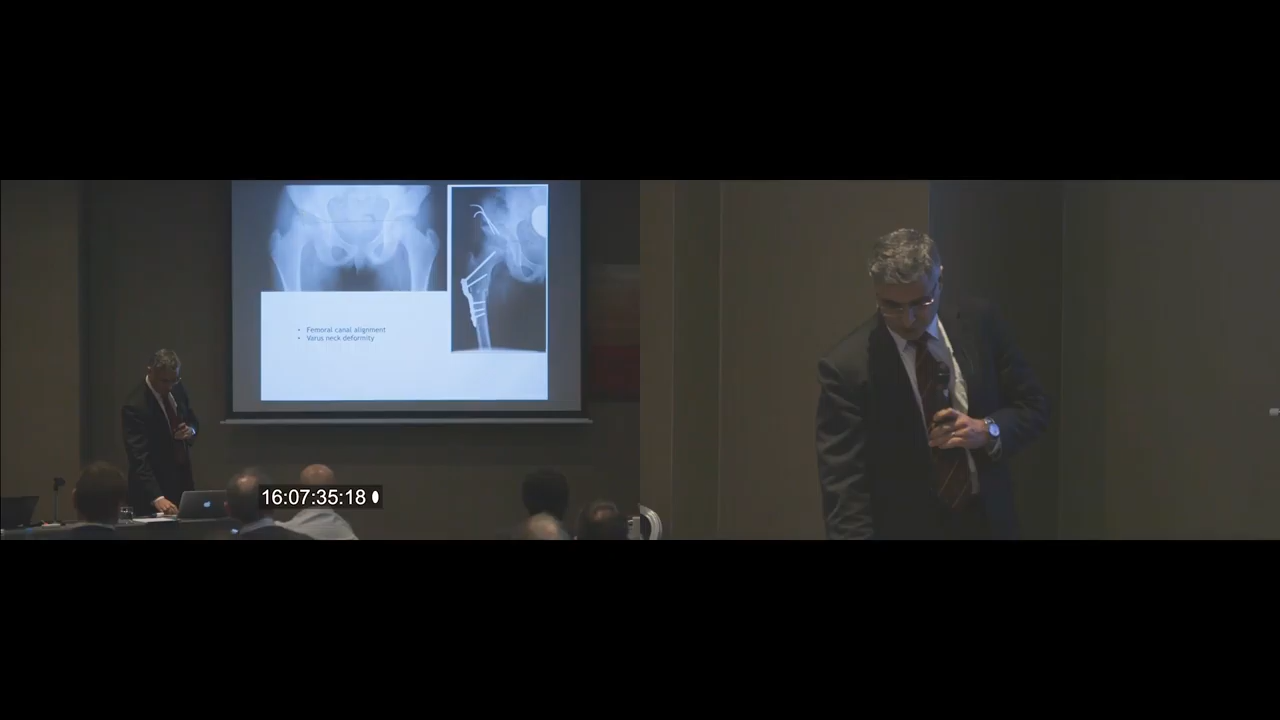 • Femoral canal alignment
• Varus neck deformity
16:07:35:18